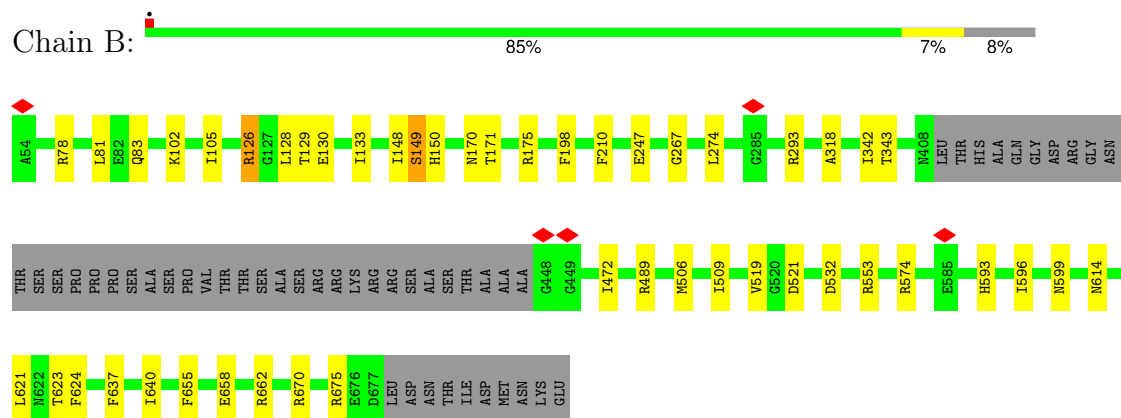 Chain B:
85% 7% 8%
A54 R78 L81 E82 Q83 K102 I105 R126 G127 L128 T129 E130 I133 I148 S149 H150 N170 T171 R175 F198 F210 E247 G267 L274 G285 R293 A318 I342 T343 N408 LEU THR HIS ALA GLN GLY ASP ARG GLY ASN
THR SER SER PRO PRO PRO SER ALA SER PRO VAL THR THR SER ALA SER ARG ARG LYS ARG ARG SER ALA SER THR ALA ALA ALA G448 G449 I472 R489 M506 I509 V519 G520 D521 D532 R553 R574 E585 H593 I596 N599 N614
L621 N622 T623 F624 F637 I640 F655 E658 R662 R670 R675 E676 D677 LEU ASP ASN THR ILE ASP MET ASN LYS GLU